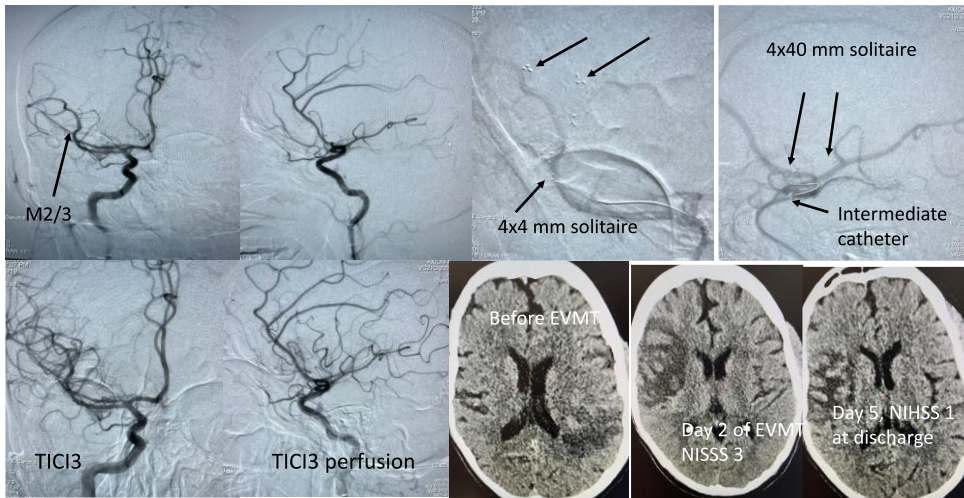 M2/3
4x4 mm solitaire
4x40 mm solitaire
Intermediate
catheter
TICI3
TICI3 perfusion
Before EVMT
Day 2 of EVMT
NISSS 3
Day 5, NIHSS 1
at discharge